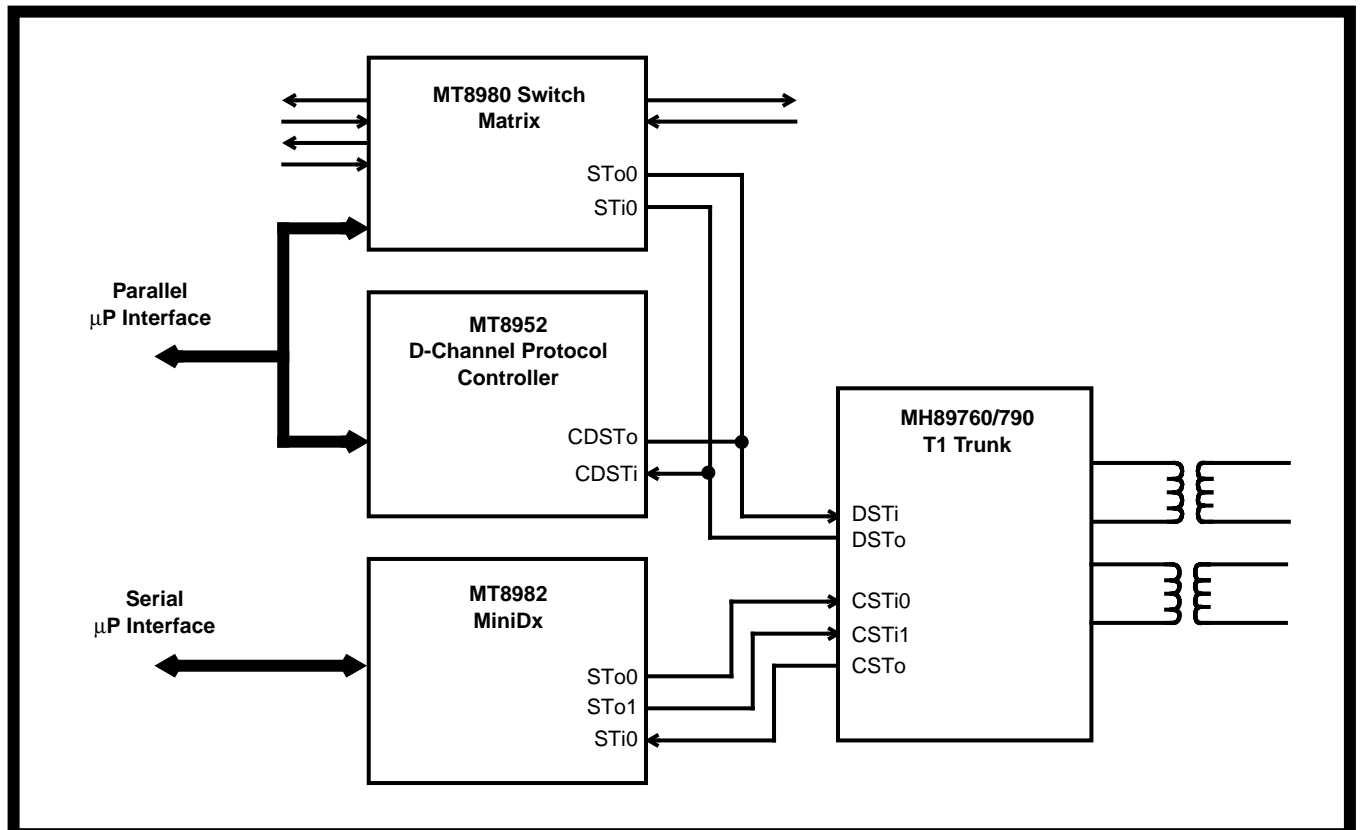 MT8980 Switch
Matrix
STo0
STi0
Parallel
μP Interface
MT8952
D-Channel Protocol
Controller
CDSTo
CDSTi
MH89760/790
T1 Trunk
DSTi
DSTo
CSTi0
CSTi1
CSTo
Serial
μP Interface
MT8982
MiniDx
STo0
STo1
STi0